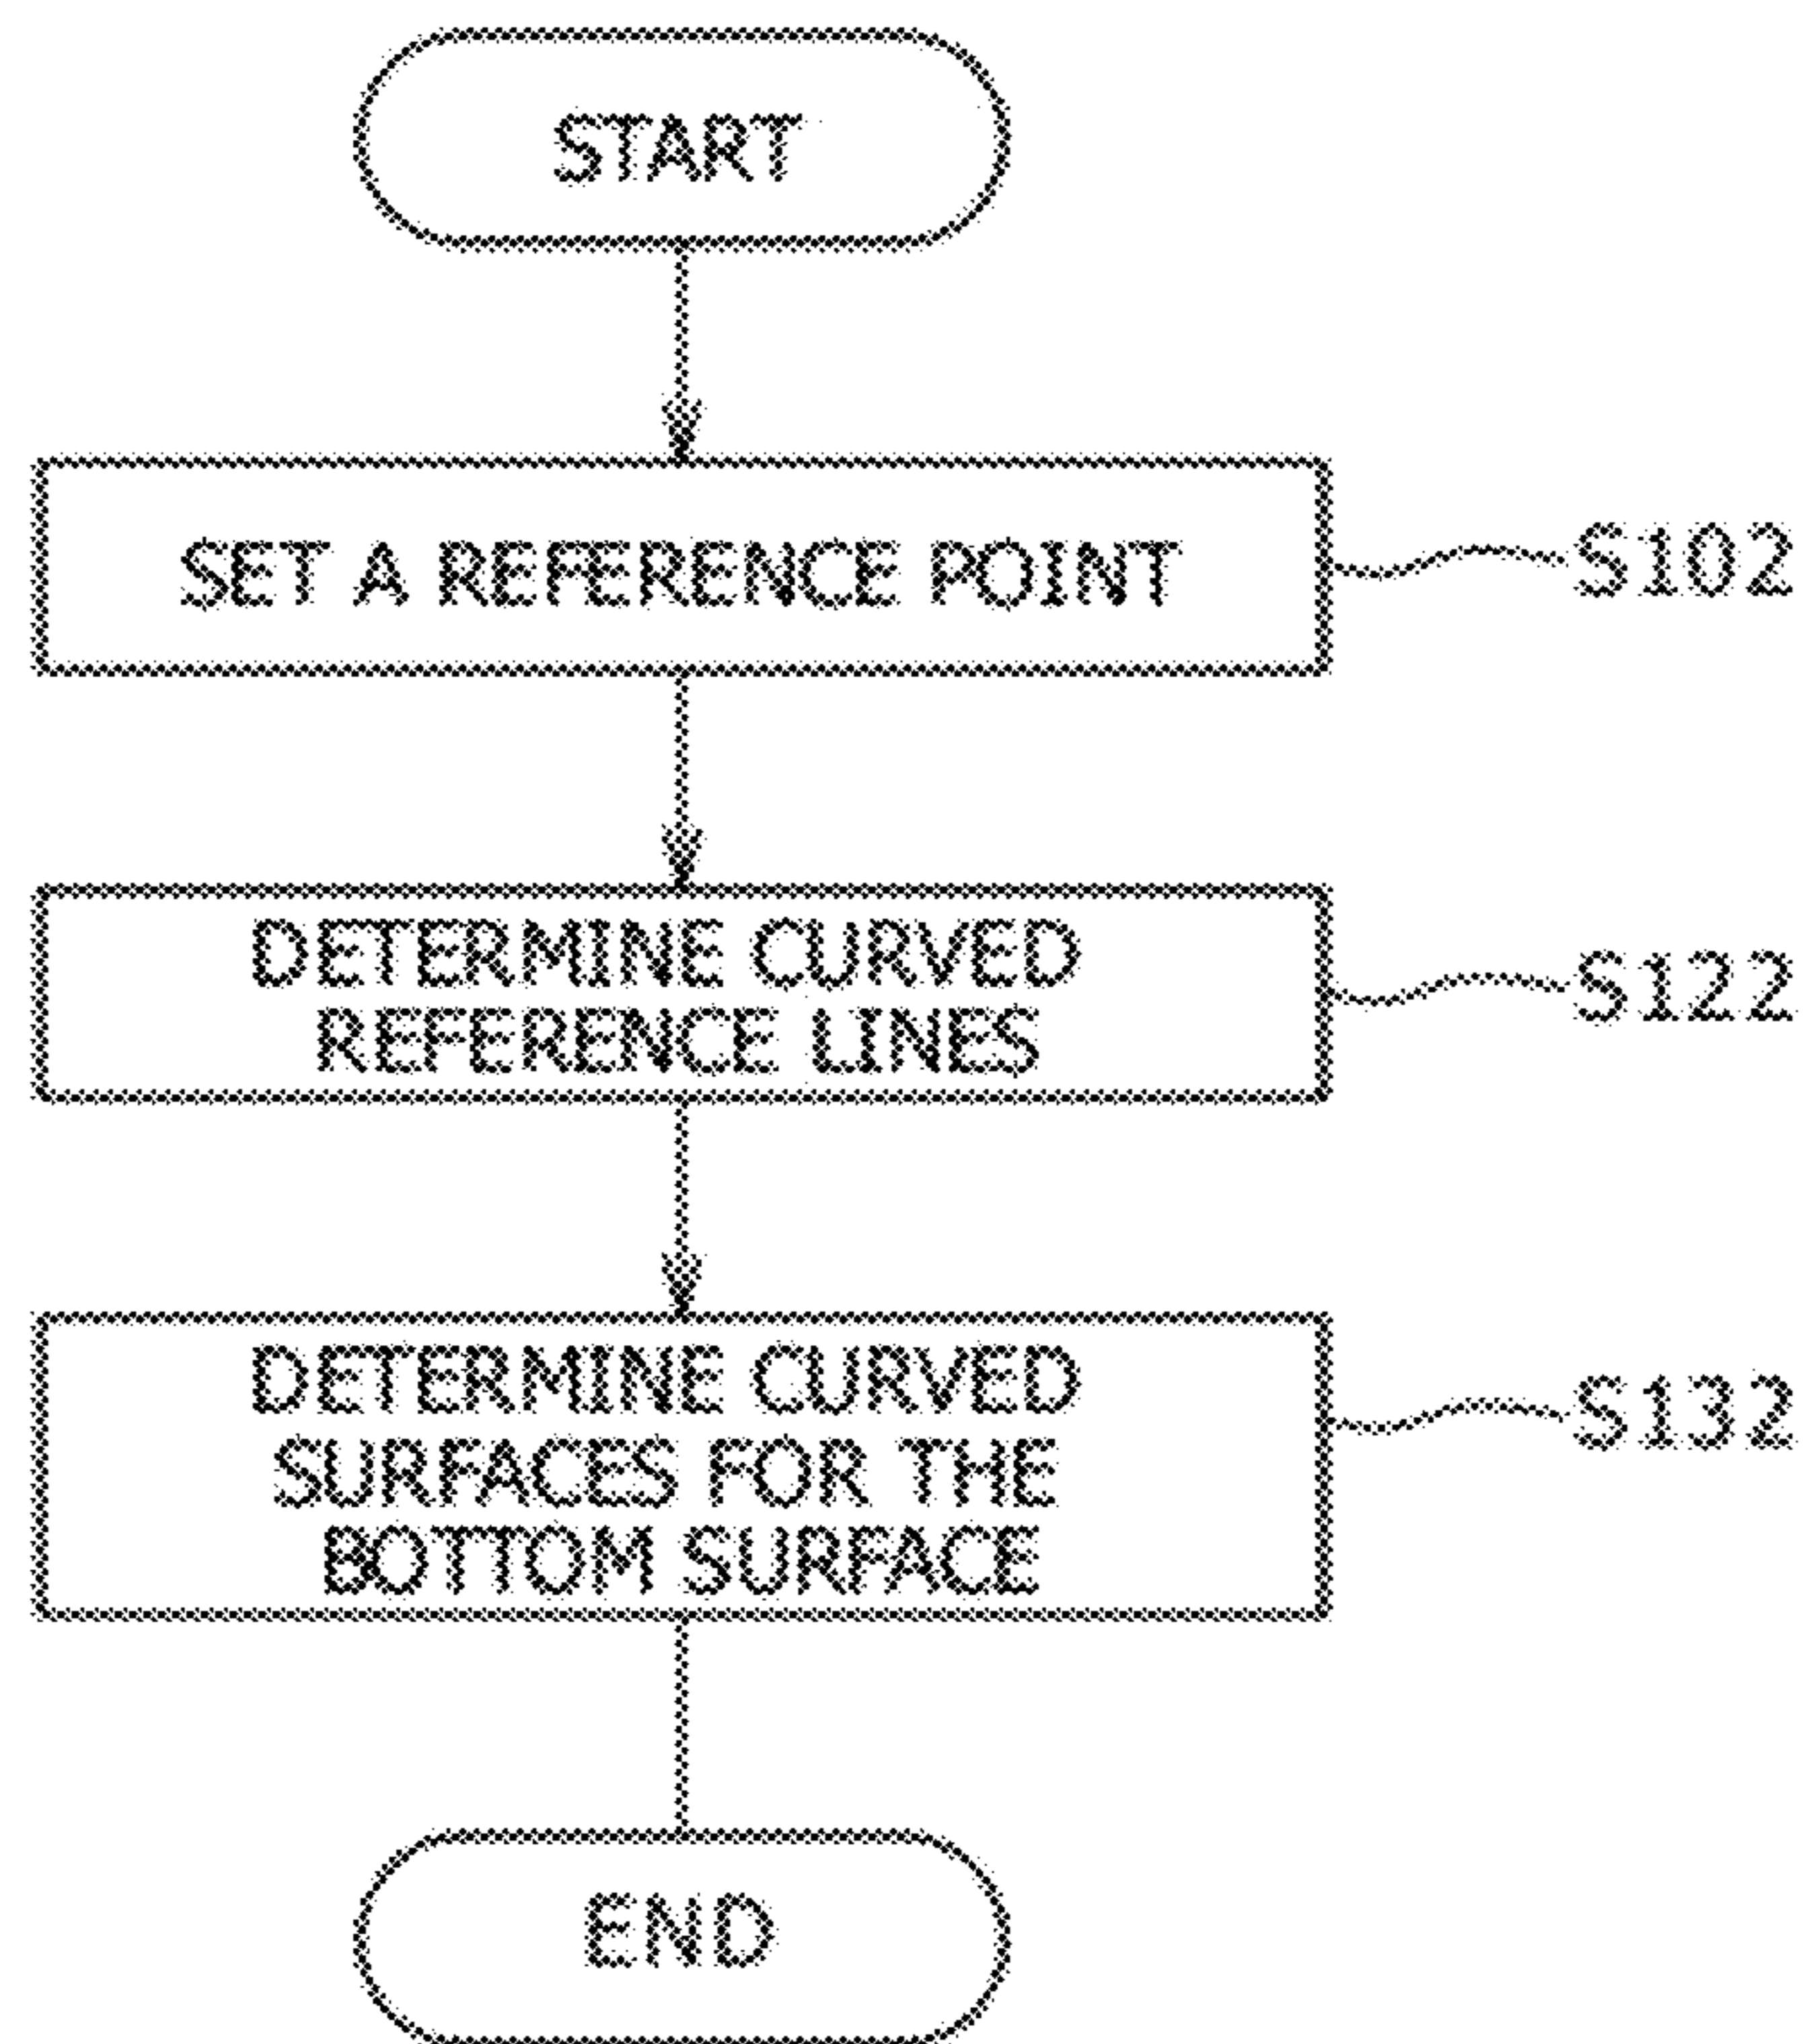 START
SET A REFERENCE POINT
S102
DETERMINE CURVED
REFERENCE LINES
S122
DETERMINE CURVED
SURFACES FOR THE
BOTTOM SURFACE
S132
END